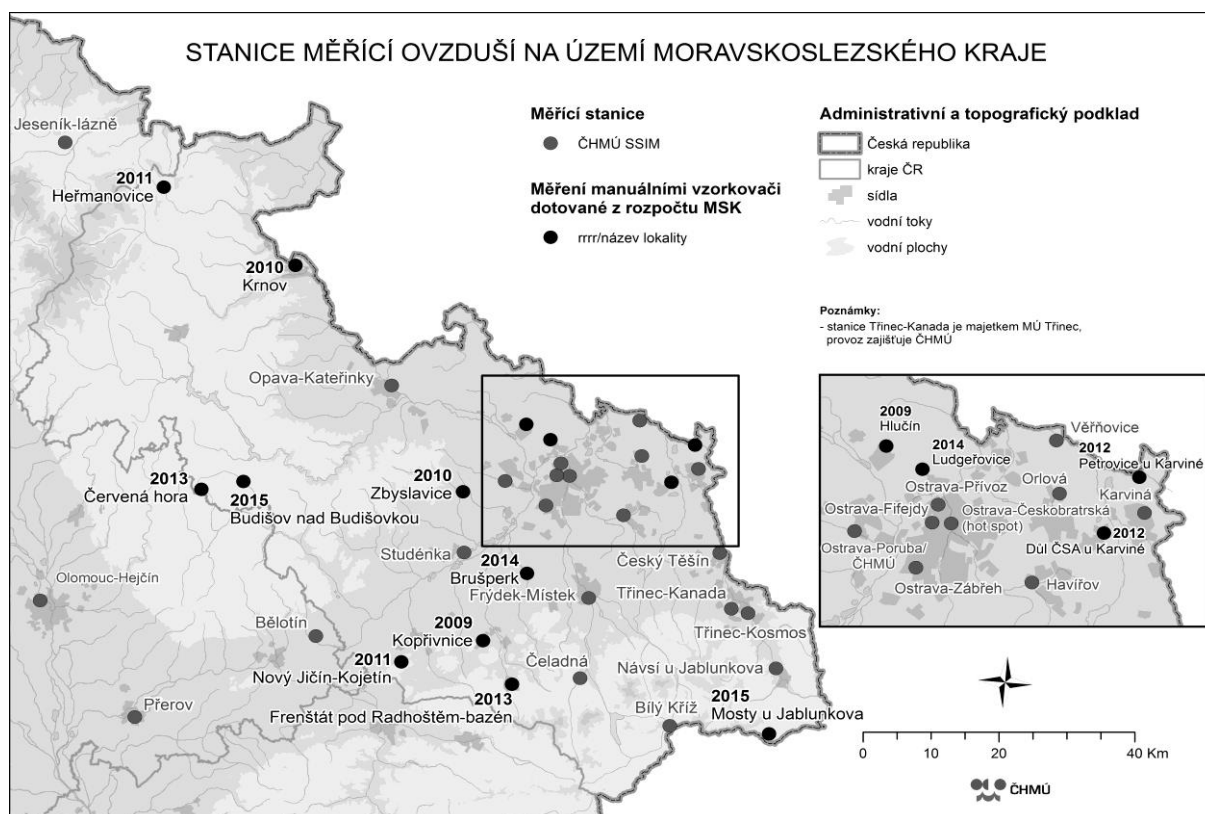 STANICE MĚŘÍCÍ OVZDUŠÍ NA ÚZEMÍ MORAVSKOSLEZSKÉHO KRAJE
Měřící stanice
ČHMÚ SSIM
Měření manuálními vzorkovači
dotované z rozpočtu MSK
rrrr/název lokality
Administrativní a topografický podklad
Česká republika
kraje ČR
sídla
vodní toky
vodní plochy
Poznámky:
- stanice Třinec-Kanada je majetkem MÚ Třinec,
provoz zajišťuje ČHMÚ
Jeseník-lázně
2011
Heřmanovice
2010
Krnov
Opava-Kateřinky
2013
Červená hora
2015
Budišov nad Budišovkou
2010
Zbyslavice
Studénka
2014
Brušperk
Frýdek-Místek
Český Těšín
Třinec-Kanada
Třinec-Kosmos
Olomouc-Hejčín
Bělotín
2009
Kopřivnice
2011
Nový Jičín-Kojetín
Čeladná
Návsí u Jablunkova
2013
Frenštát pod Radhoštěm-bazén
Přerov
Bílý Kříž
2015
Mosty u Jablunkova
2009
Hlučín
2014
Ludgeřovice
Věřňovice
2012
Petrovice u Karviné
Ostrava-Přívoz
Orlová
Karviná
Ostrava-Fifejdy
Ostrava-Českobratrská
(hot spot)
2012
Důl ČSA u Karviné
Ostrava-Poruba/
ČHMÚ
Ostrava-Zábřeh
Havířov
0 10 20 40 Km
ČHMÚ